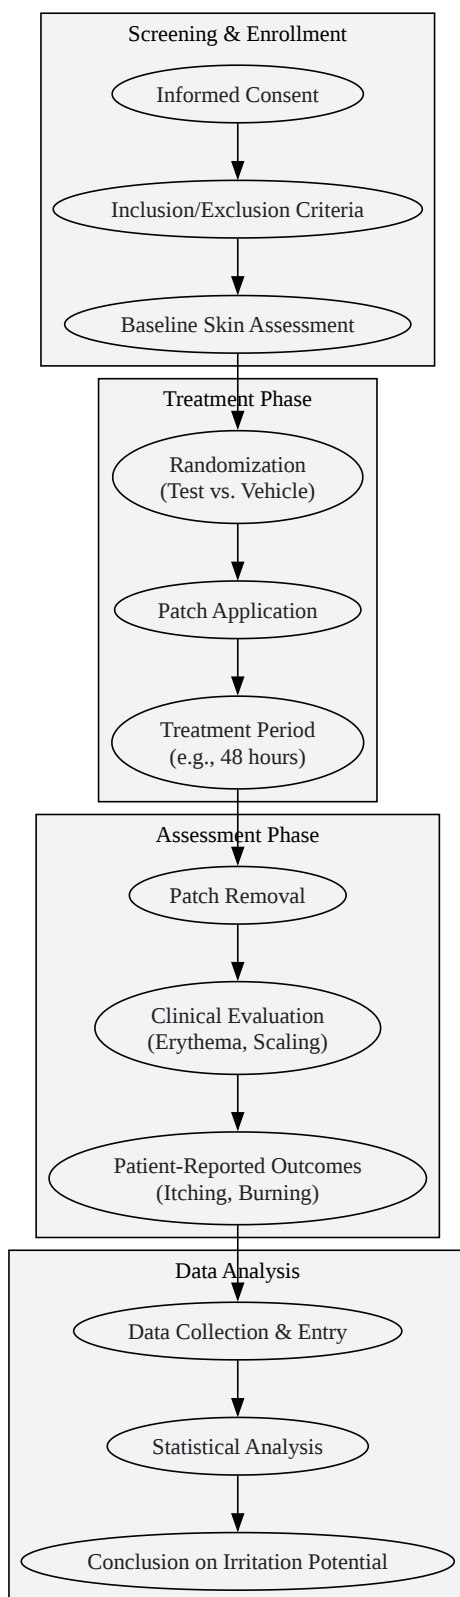 Screening & Enrollment
Informed Consent
Inclusion/Exclusion Criteria
Baseline Skin Assessment
Treatment Phase
Randomization
(Test vs. Vehicle)
Patch Application
Treatment Period
(e.g., 48 hours)
Assessment Phase
Patch Removal
Clinical Evaluation
(Erythema, Scaling)
Patient-Reported Outcomes
(Itching, Burning)
Data Analysis
Data Collection & Entry
Statistical Analysis
Conclusion on Irritation Potential